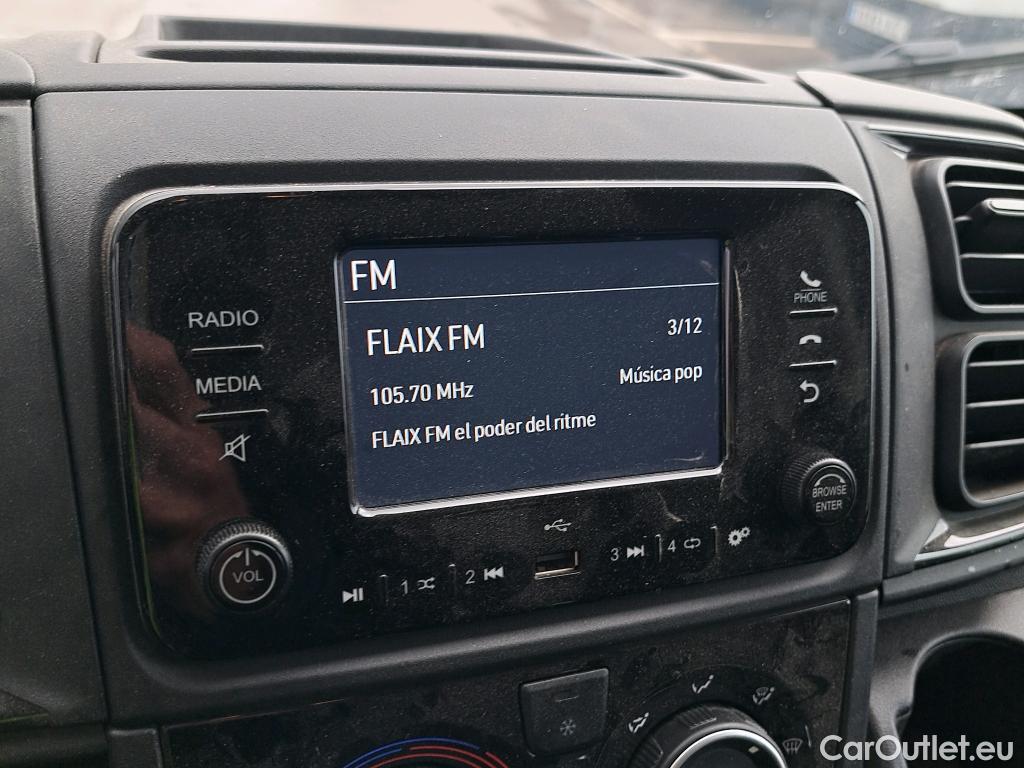 FM
FLAIX FM
3/12
105.70 MHz
Música pop
FLAIX FM el poder del ritme
RADIO
MEDIA
VOL
PHONE
BROWSE
ENTER
1
2
3
4
CarOutlet.eu